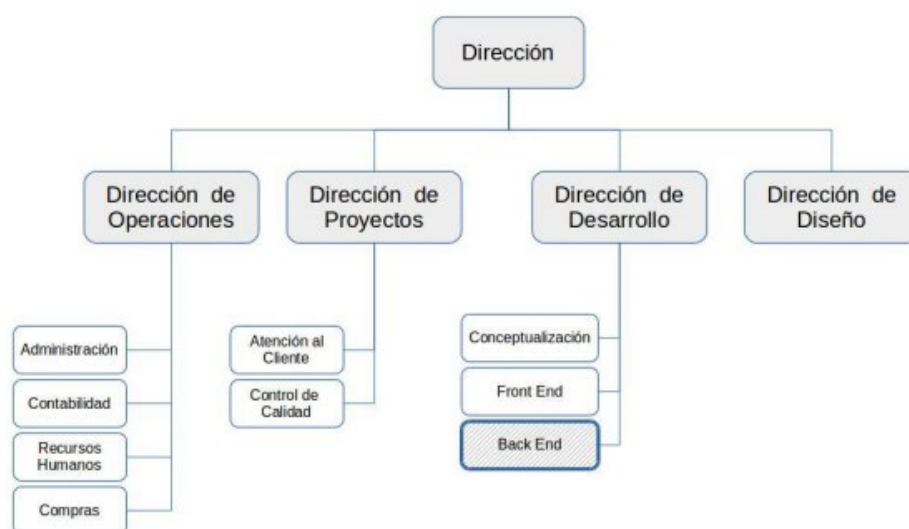 Dirección
Dirección de
Operaciones
Dirección de
Proyectos
Dirección de
Desarrollo
Dirección de
Diseño
Administración
Contabilidad
Recursos
Humanos
Compras
Atención al
Cliente
Control de
Calidad
Conceptualización
Front End
Back End